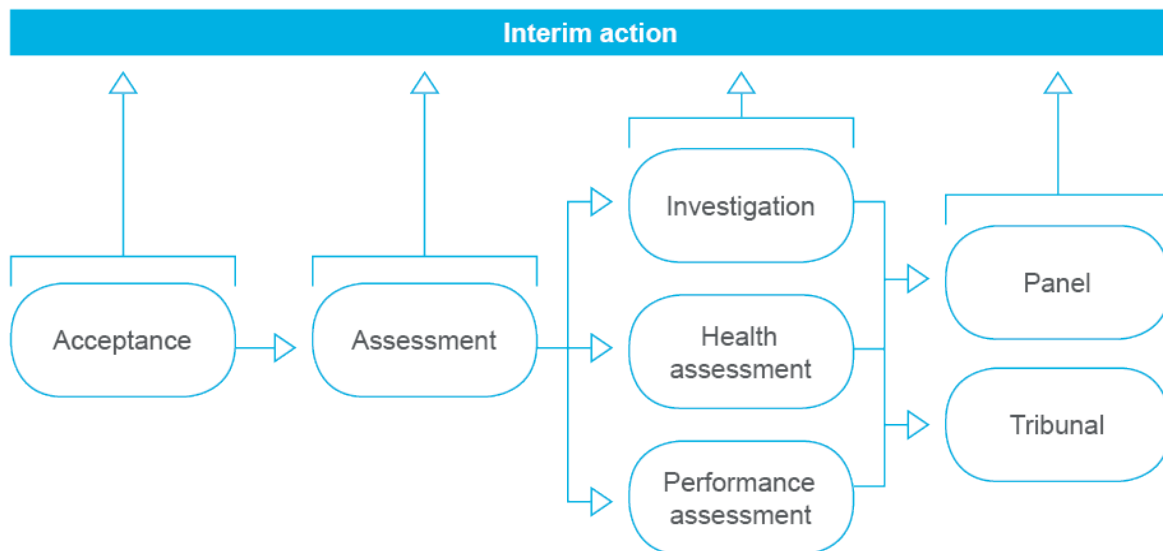 Interim action
Acceptance
Assessment
Investigation
Health
assessment
Performance
assessment
Panel
Tribunal